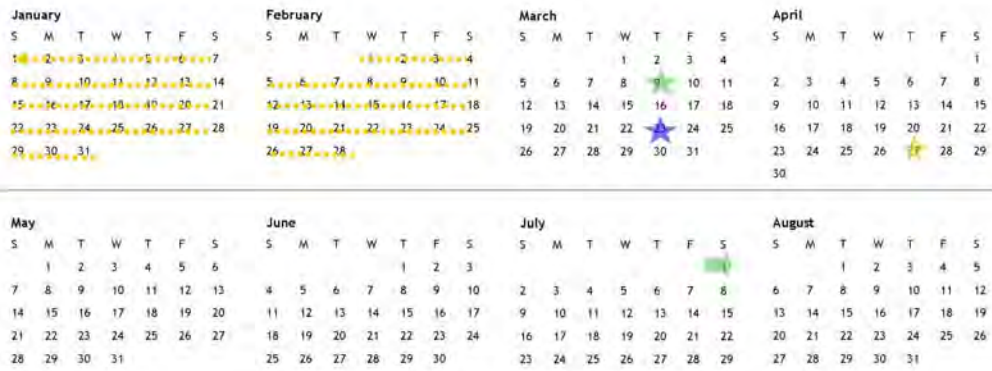 January February March April
S M T W T F S S M T W T F S S M T W T F S S M T W T F S
1 2 3 4 5 6 7 1 2 3 4 1 2 3 4 1
8 9 10 11 12 13 14 5 6 7 8 9 10 11 5 6 7 8 9 10 11 2 3 4 5 6 7 8
15 16 17 18 19 20 21 12 13 14 15 16 17 18 12 13 14 15 16 17 18 9 10 11 12 13 14 15
22 23 24 25 26 27 28 19 20 21 22 23 24 25 19 20 21 22 23 24 25 16 17 18 19 20 21 22
29 30 31 26 27 28 26 27 28 29 30 31 23 24 25 26 27 28 29
30
May June July August
S M T W T F S S M T W T F S S M T W T F S S M T W T F S
1 2 3 4 5 6 1 2 3 1 1 2 3 4 5
7 8 9 10 11 12 13 4 5 6 7 8 9 10 2 3 4 5 6 7 8 6 7 8 9 10 11 12
14 15 16 17 18 19 20 11 12 13 14 15 16 17 9 10 11 12 13 14 15 13 14 15 16 17 18 19
21 22 23 24 25 26 27 18 19 20 21 22 23 24 16 17 18 19 20 21 22 20 21 22 23 24 25 26
28 29 30 31 25 26 27 28 29 30 23 24 25 26 27 28 29 27 28 29 30 31